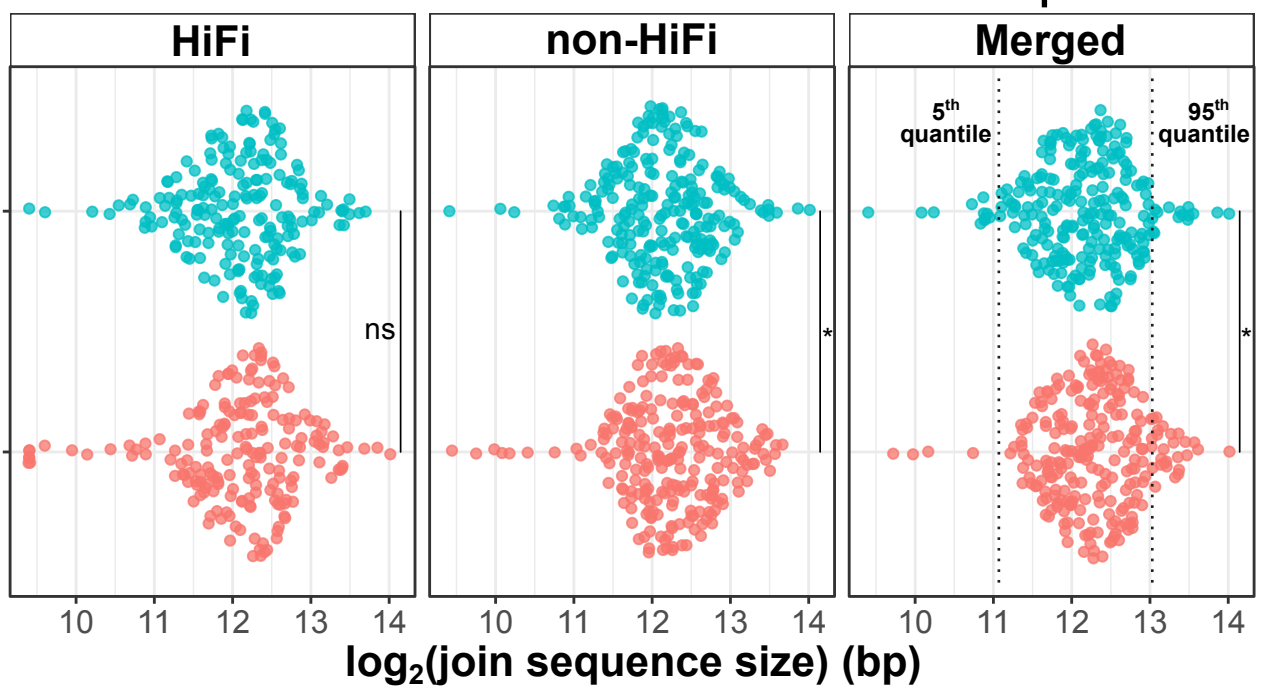 HiFi
non-HiFi
Merged
5th
quantile
95th
quantile
ns
*
*
10 11 12 13 14
10 11 12 13 14
10 11 12 13 14
log2(join sequence size) (bp)